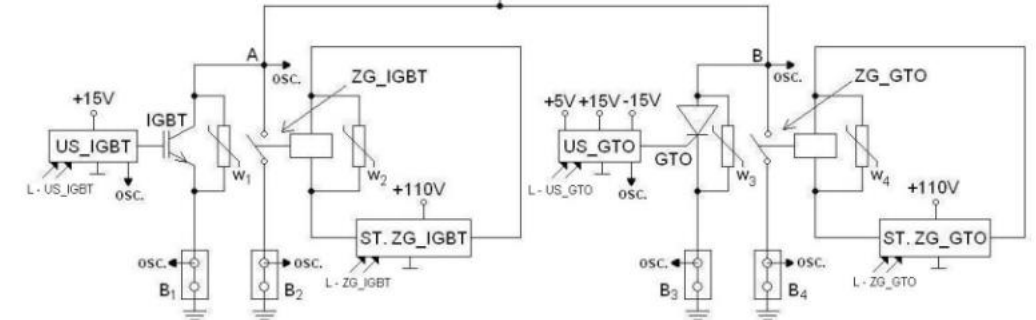 A
osc.
ZG_IGBT
+15V
IGBT
US_IGBT
L - US_IGBT
osc.
w1
w2
+110V
ST. ZG_IGBT
L - ZG_IGBT
osc.
B1
osc.
B2
B
osc.
ZG_GTO
+5V +15V -15V
US_GTO
GTO
L - US_GTO
osc.
w3
w4
+110V
ST. ZG_GTO
L - ZG_GTO
osc.
B3
osc.
B4